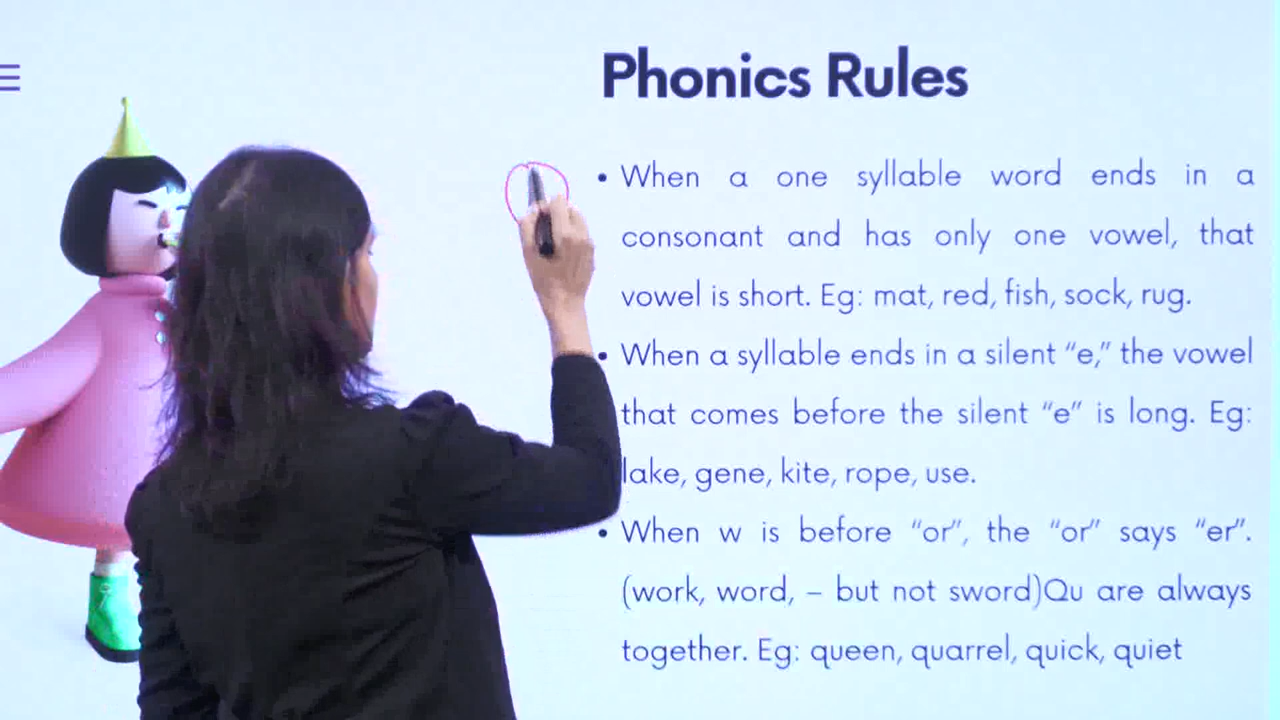 Phonics Rules
• When a one syllable word ends in a
consonant and has only one vowel, that
vowel is short. Eg: mat, red, fish, sock, rug.
• When a syllable ends in a silent “e,” the vowel
that comes before the silent “e” is long. Eg:
lake, gene, kite, rope, use.
• When w is before “or”, the “or” says “er”.
(work, word, – but not sword)Qu are always
together. Eg: queen, quarrel, quick, quiet